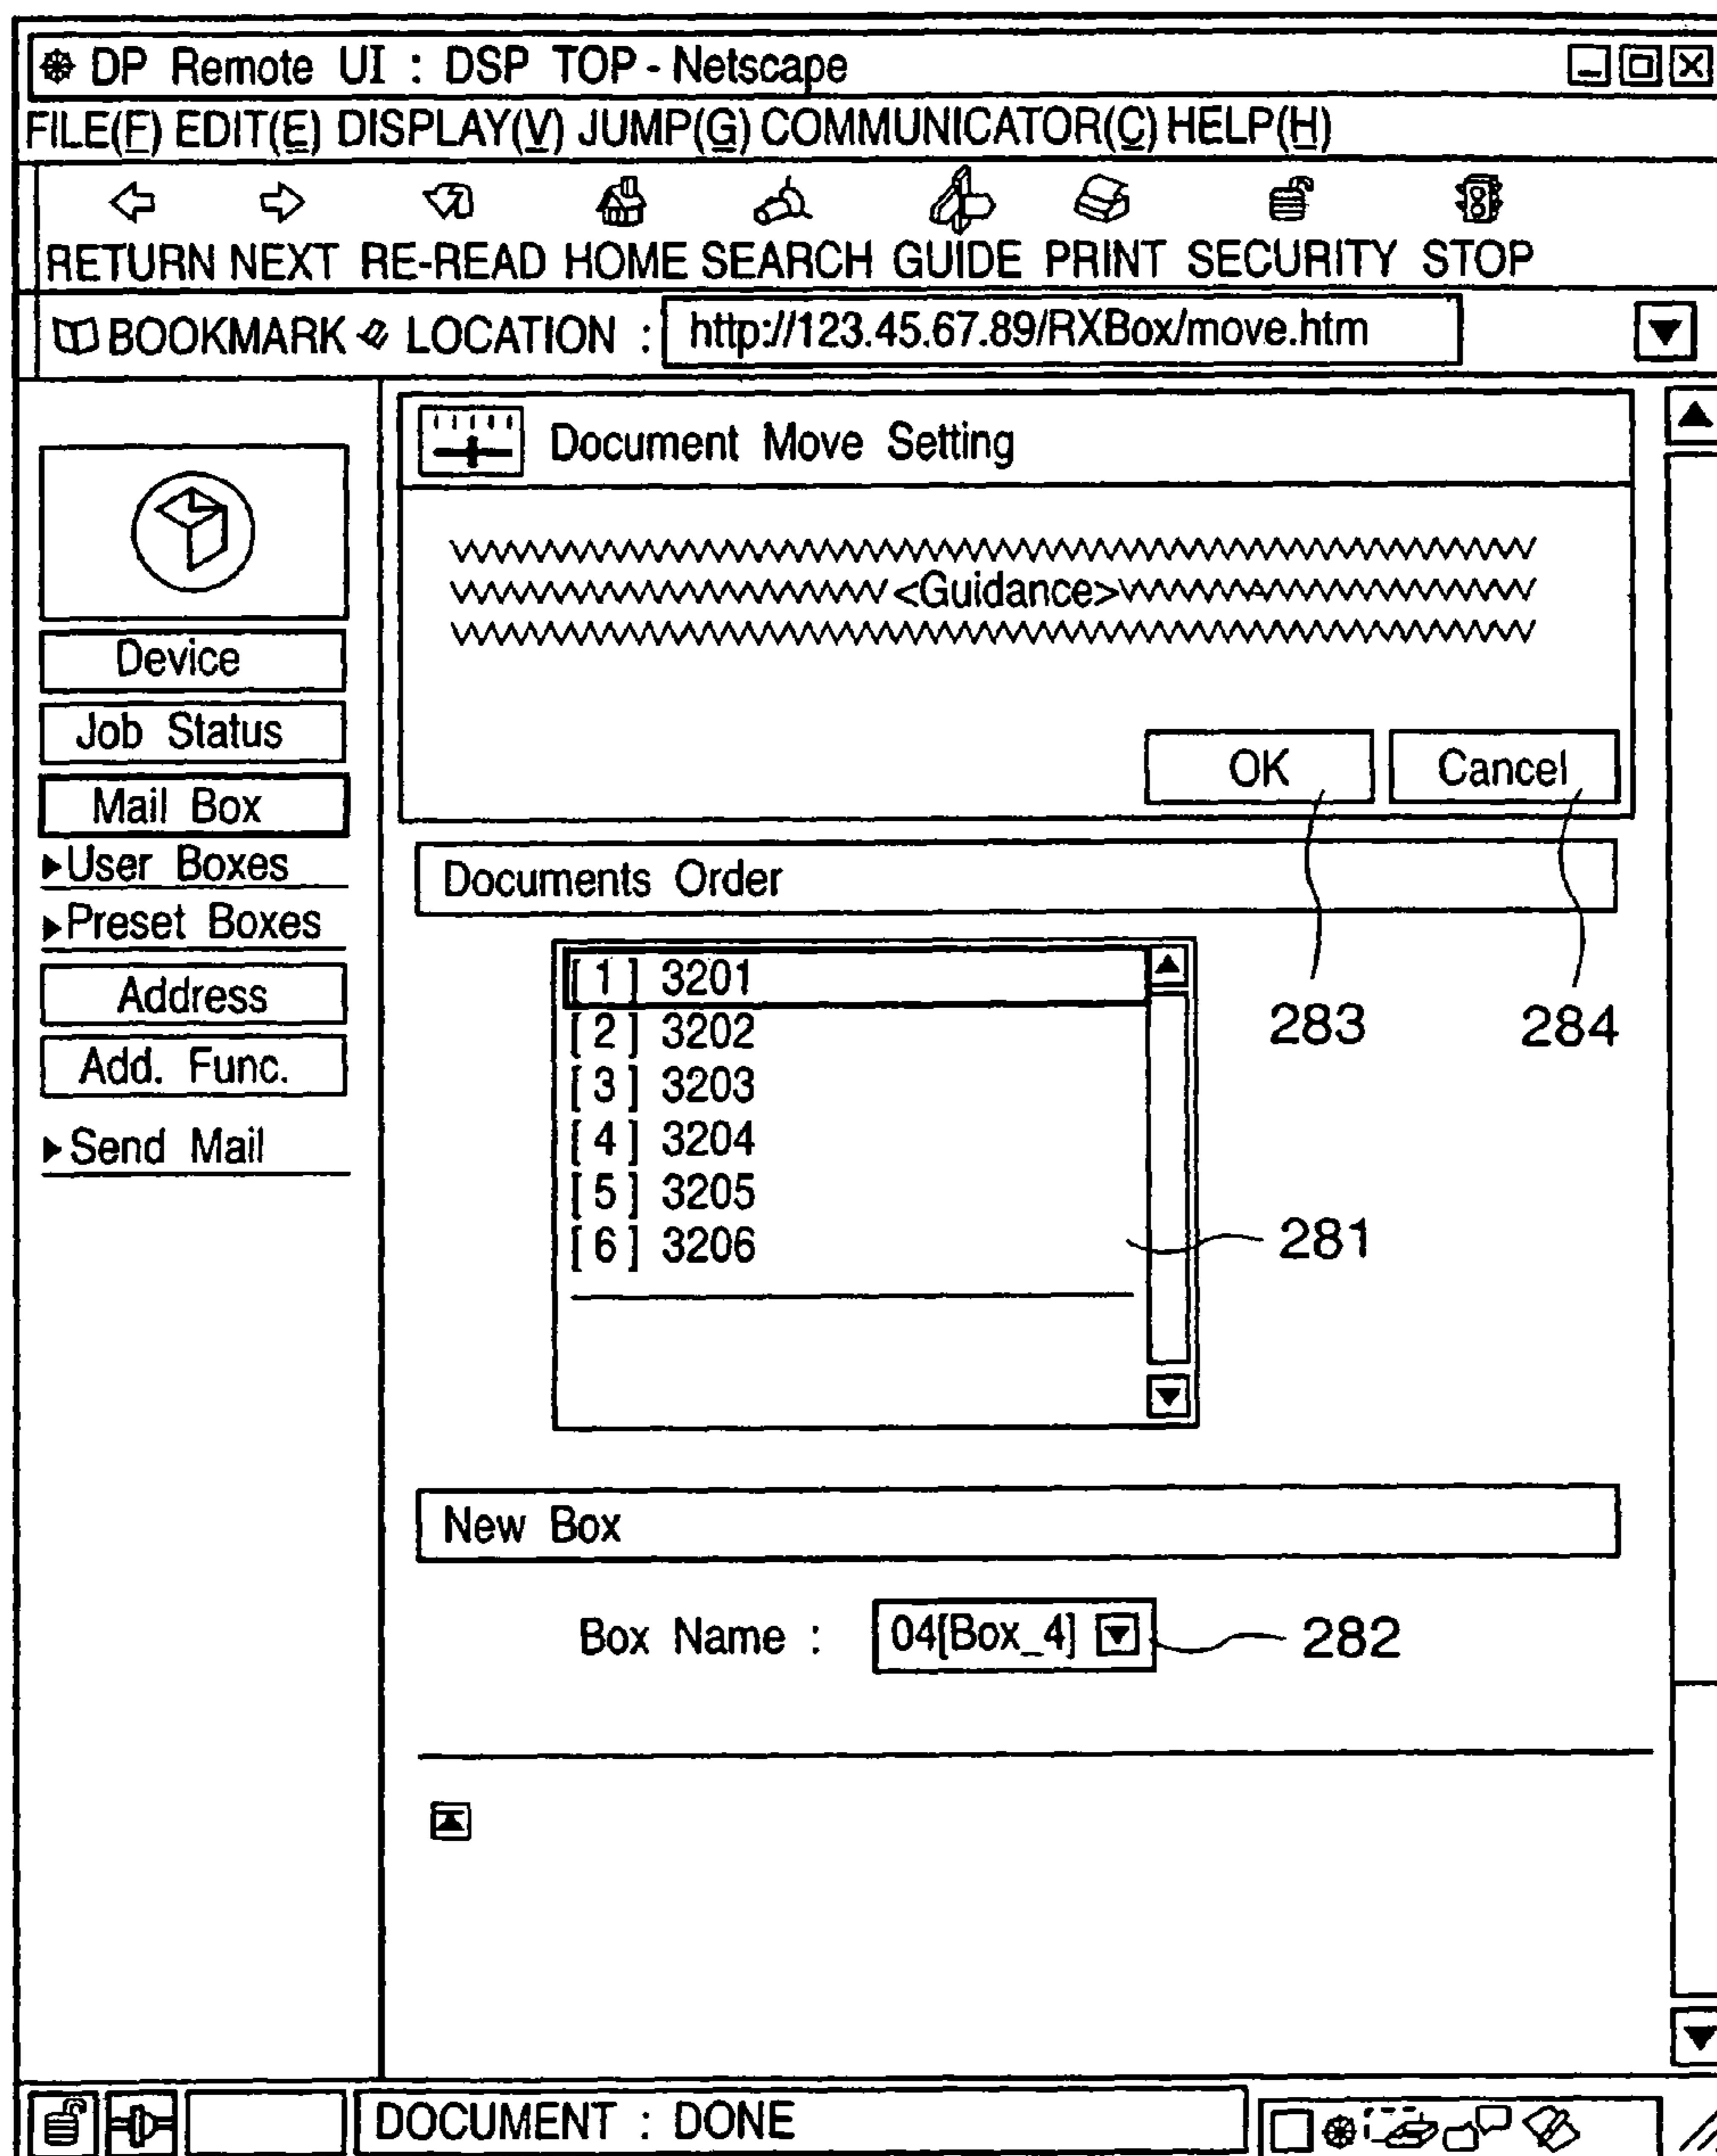 DP Remote UI : DSP TOP - Netscape
FILE(F) EDIT(E) DISPLAY(V) JUMP(G) COMMUNICATOR(C) HELP(H)
RETURN NEXT RE-READ HOME SEARCH GUIDE PRINT SECURITY STOP
BOOKMARK LOCATION : http://123.45.67.89/RXBox/move.htm
Device
Job Status
Mail Box
User Boxes
Preset Boxes
Address
Add. Func.
Send Mail
Document Move Setting
<Guidance>
OK Cancel
283 284
Documents Order
[ 1 ] 3201
[ 2 ] 3202
[ 3 ] 3203
[ 4 ] 3204
[ 5 ] 3205
[ 6 ] 3206
281
New Box
Box Name : 04[Box_4] 282
DOCUMENT : DONE